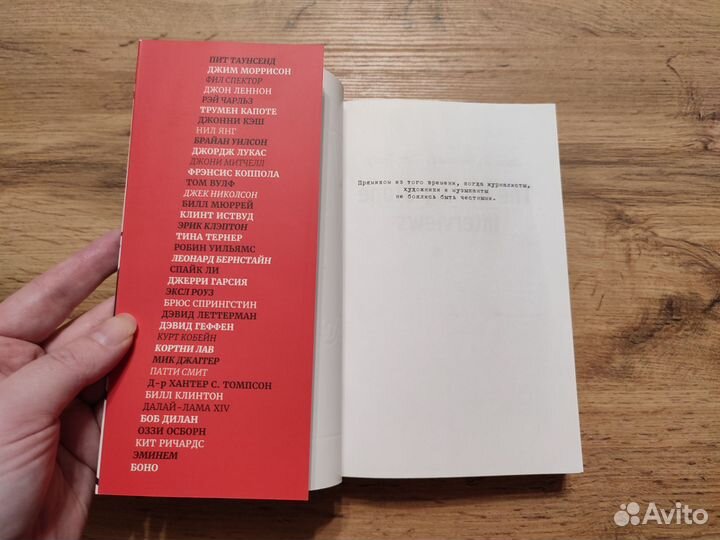 ПИТ ТАУНСЕНД
ДЖИМ МОРРИСОН
ФИЛ СПЕКТОР
ДЖОН ЛЕННОН
РЭЙ ЧАРЛЬЗ
ТРУМЕН КАПОТЕ
ДЖОННИ КЭШ
НИЛ ЯНГ
БРАЙАН УИЛСОН
ДЖОРДЖ ЛУКАС
ДЖОНИ МИТЧЕЛЛ
ФРЭНСИС КОППОЛА
ТОМ ВУЛФ
ДЖЕК НИКОЛСОН
БИЛЛ МЮРРЕЙ
КЛИНТ ИСТВУД
ЭРИК КЛЭПТОН
ТИНА ТЕРНЕР
РОБИН УИЛЬЯМС
ЛЕОНАРД БЕРНСТАЙН
СПАЙК ЛИ
ДЖЕРРИ ГАРСИЯ
ЭКСЛ РОУЗ
БРЮС СПРИНГСТИН
ДЭВИД ЛЕТТЕРМАН
ДЭВИД ГЕФФЕН
КУРТ КОБЕЙН
КОРТНИ ЛАВ
МИК ДЖАГГЕР
ПАТТИ СМИТ
Д-р ХАНТЕР С. ТОМПСОН
БИЛЛ КЛИНТОН
ДАЛАЙ-ЛАМА XIV
БОБ ДИЛАН
ОЗЗИ ОСБОРН
КИТ РИЧАРДС
ЭМИНЕМ
БОНО
Прямиком из того времени, когда журналисты,
художники и музыканты
не боялись быть честными.
Avito